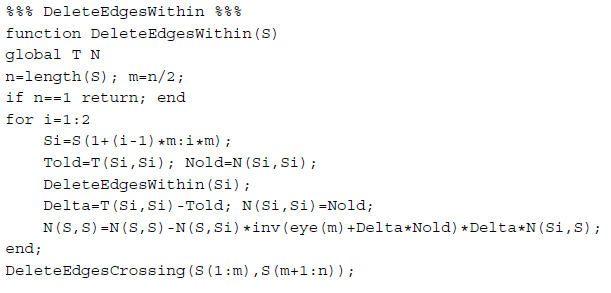 %%% DeleteEdgesWithin %%%
function DeleteEdgesWithin(S)
global T N
n=length(S); m=n/2;
if n==1 return; end
for i=1:2
    Si=S(1+(i-1)*m:i*m);
    Told=T(Si,Si); Nold=N(Si,Si);
    DeleteEdgesWithin(Si);
    Delta=T(Si,Si)-Told; N(Si,Si)=Nold;
    N(S,S)=N(S,S)-N(S,Si)*inv(eye(m)+Delta*Nold)*Delta*N(Si,S);
end;
DeleteEdgesCrossing(S(1:m),S(m+1:n));